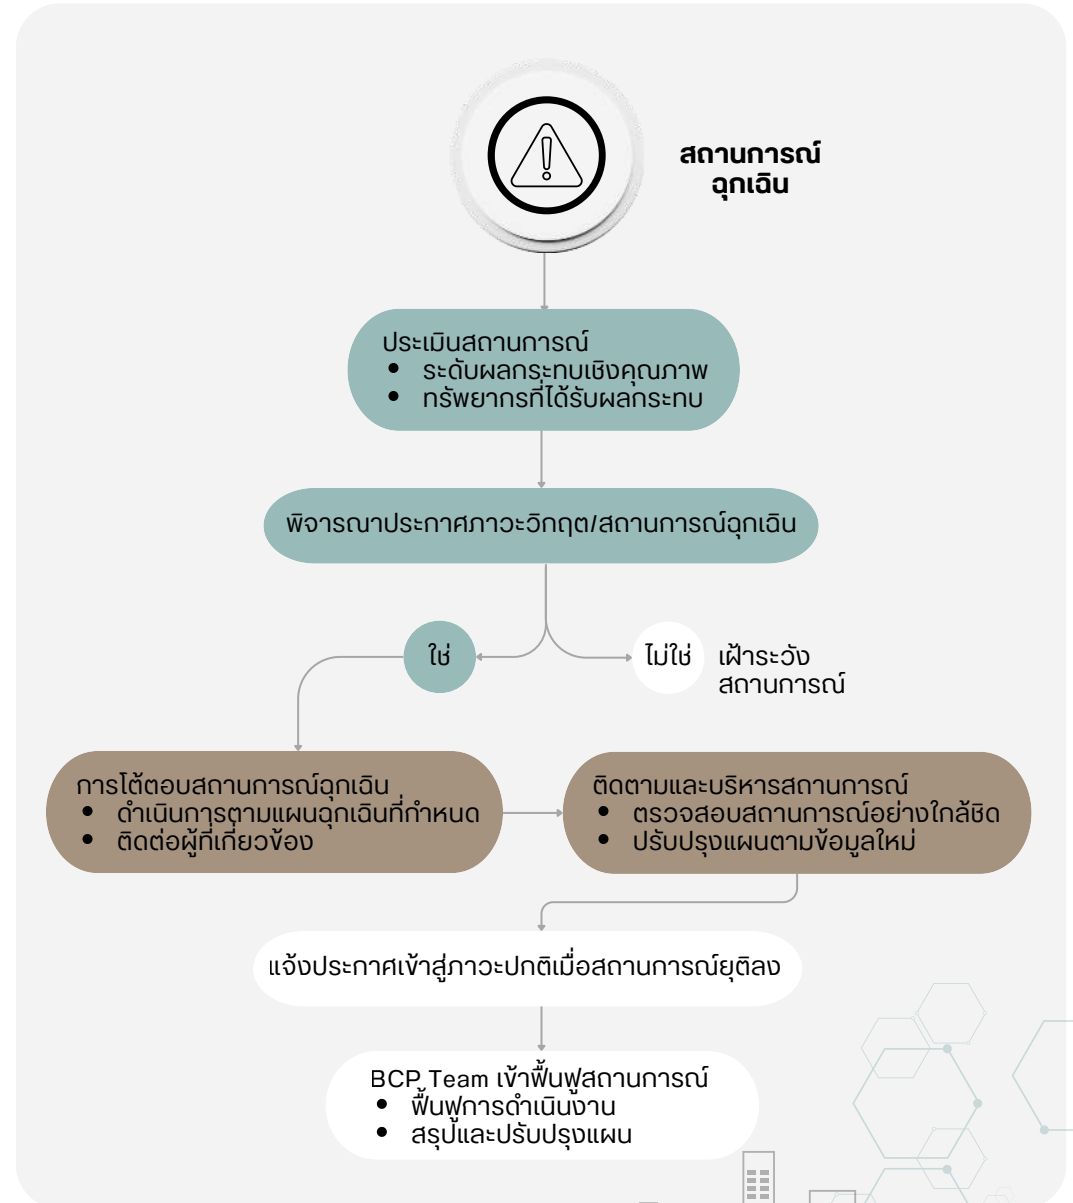 สถานการณ์
ฉุกเฉิน
ประเมินสถานการณ์
• ระดับผลกระทบเชิงคุณภาพ
• ทรัพยากรที่ได้รับผลกระทบ
พิจารณาประกาศภาวะวิกฤต/สถานการณ์ฉุกเฉิน
ใช่
ไม่ใช่
เฝ้าระวัง
สถานการณ์
การโต้ตอบสถานการณ์ฉุกเฉิน
• ดำเนินการตามแผนฉุกเฉินที่กำหนด
• ติดต่อผู้ที่เกี่ยวข้อง
ติดตามและบริหารสถานการณ์
• ตรวจสอบสถานการณ์อย่างใกล้ชิด
• ปรับปรุงแผนตามข้อมูลใหม่
แจ้งประกาศเข้าสู่ภาวะปกติเมื่อสถานการณ์ยุติลง
BCP Team เข้าฟื้นฟูสถานการณ์
• ฟื้นฟูการดำเนินงาน
• สรุปและปรับปรุงแผน